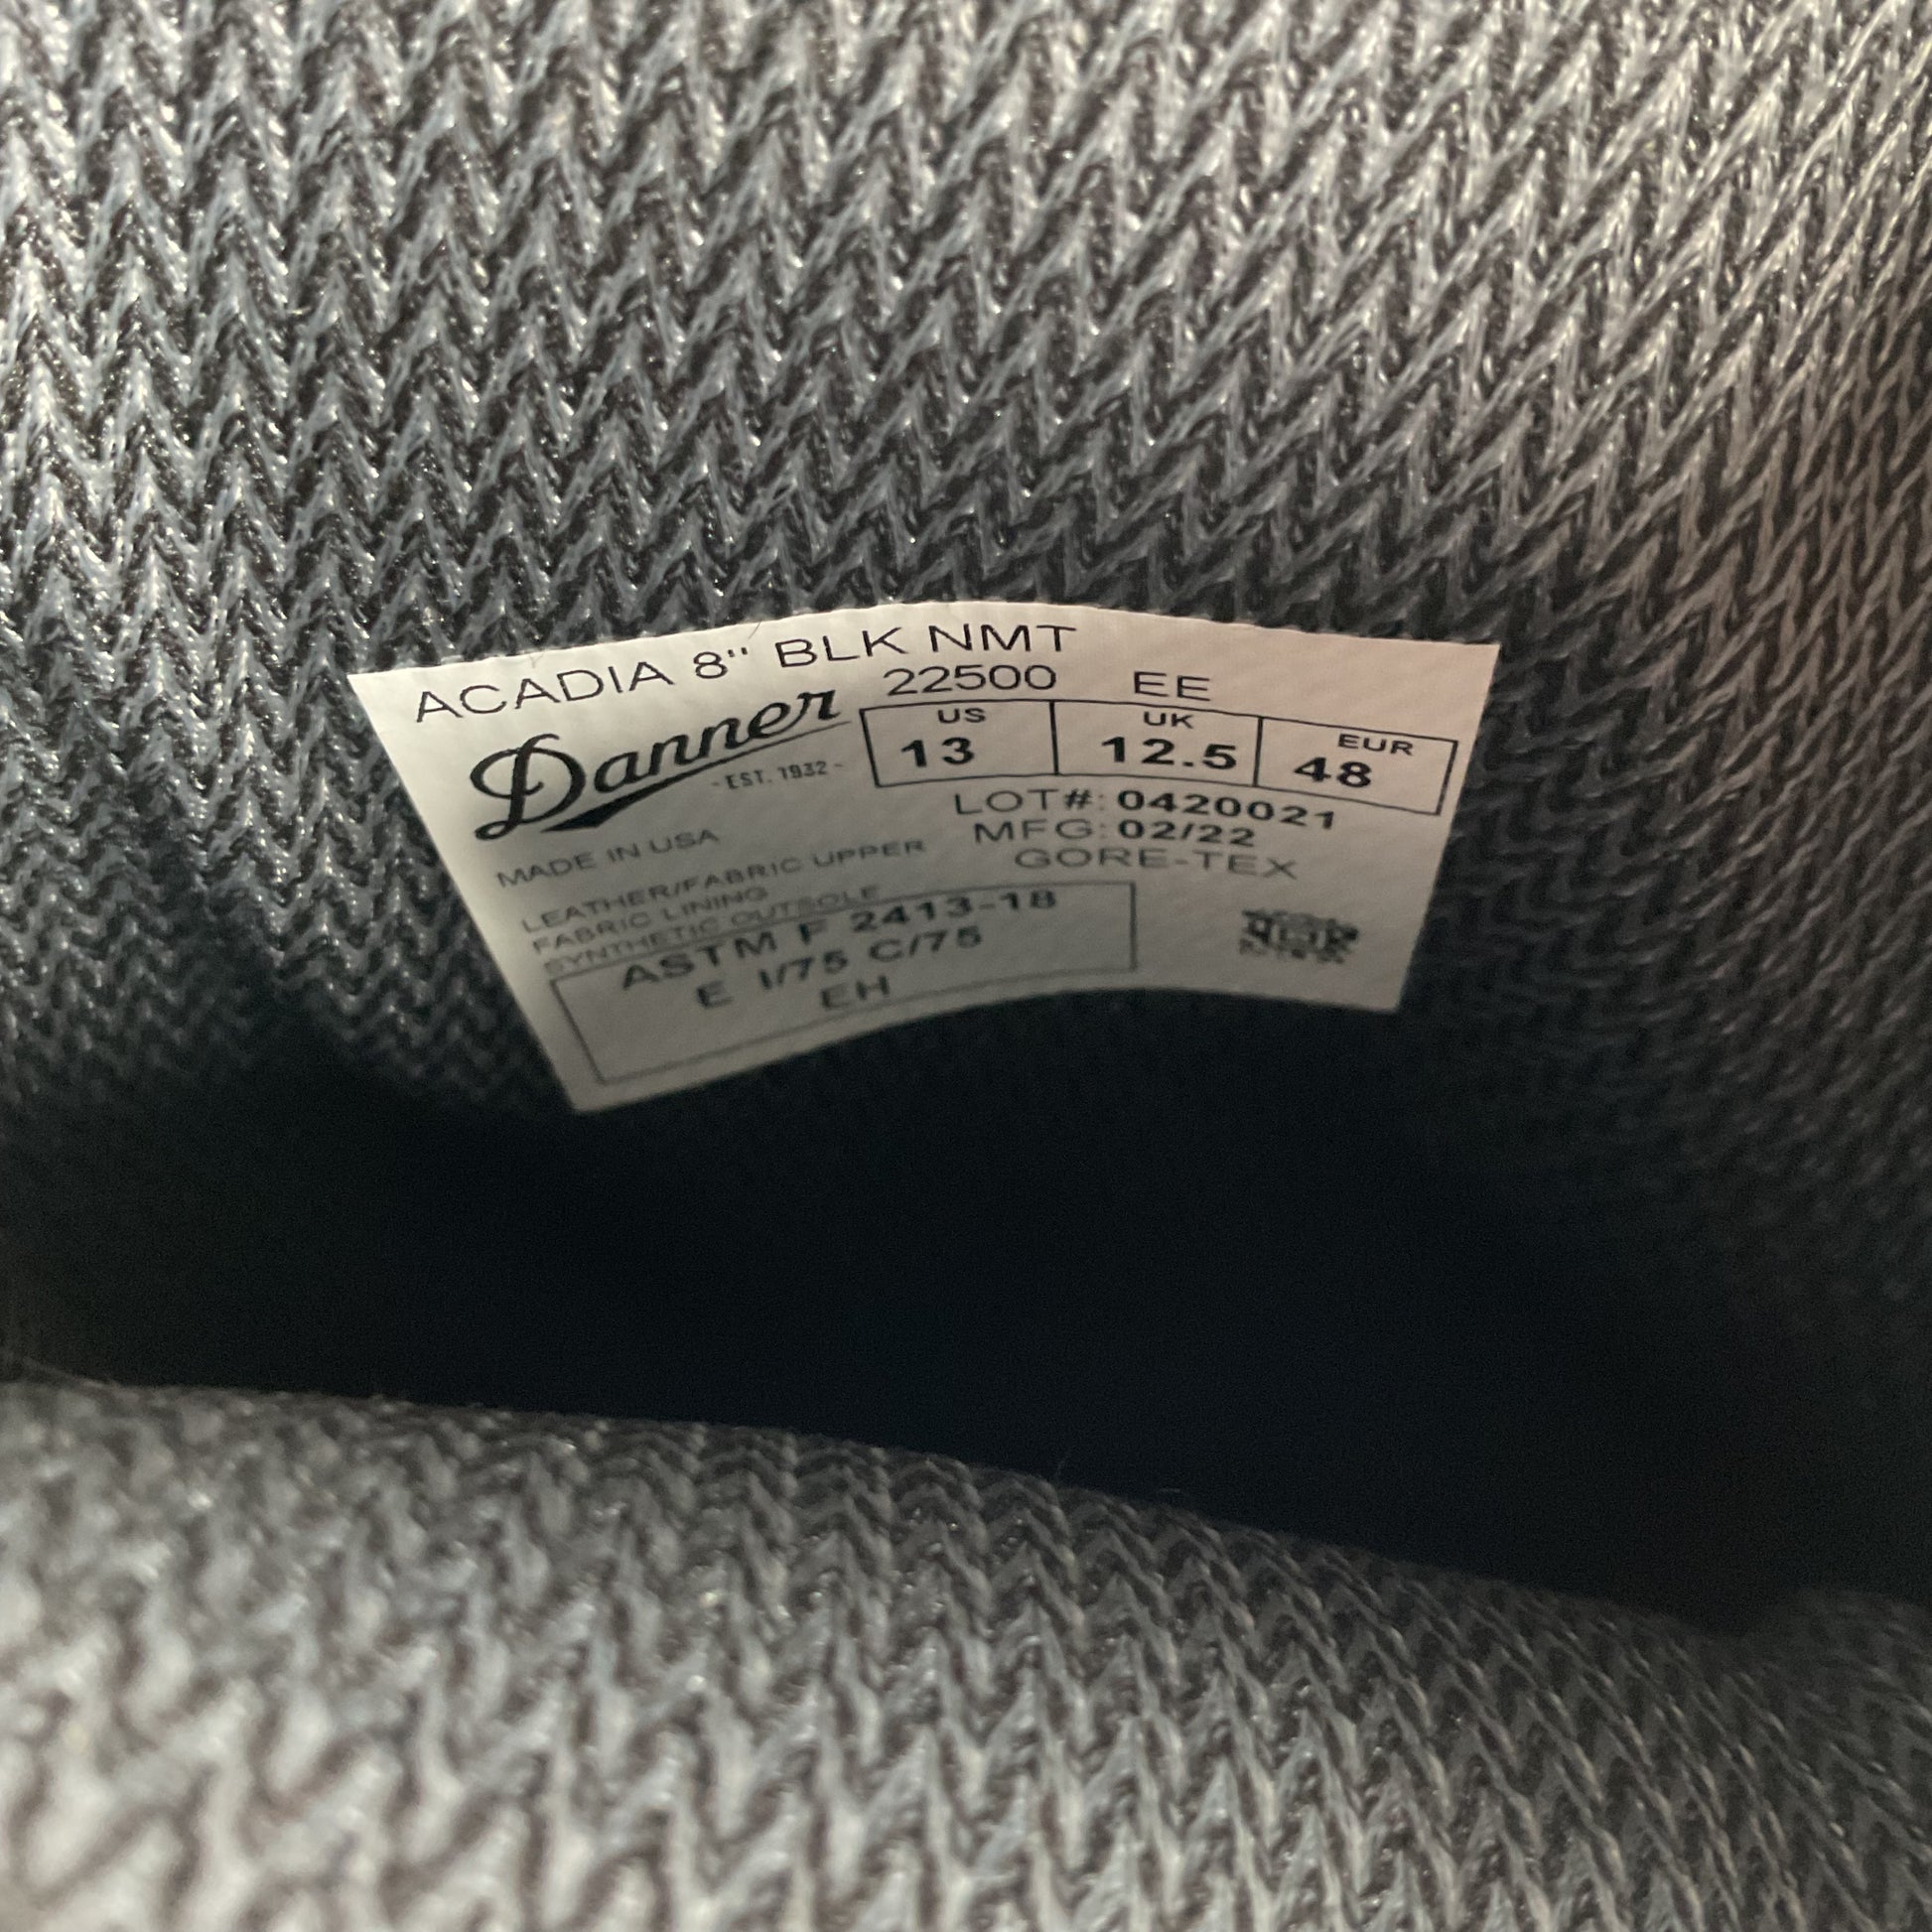 ACADIA 8" BLK NMT
22500 EE
Danner
- EST. 1932 -
US UK EUR
13 12.5 48
LOT#: 0420021
MFG: 02/22
GORE-TEX
MADE IN USA
LEATHER/FABRIC UPPER
FABRIC LINING
SYNTHETIC OUTSOLE
ASTM F 2413-18
E I/75 C/75
EH